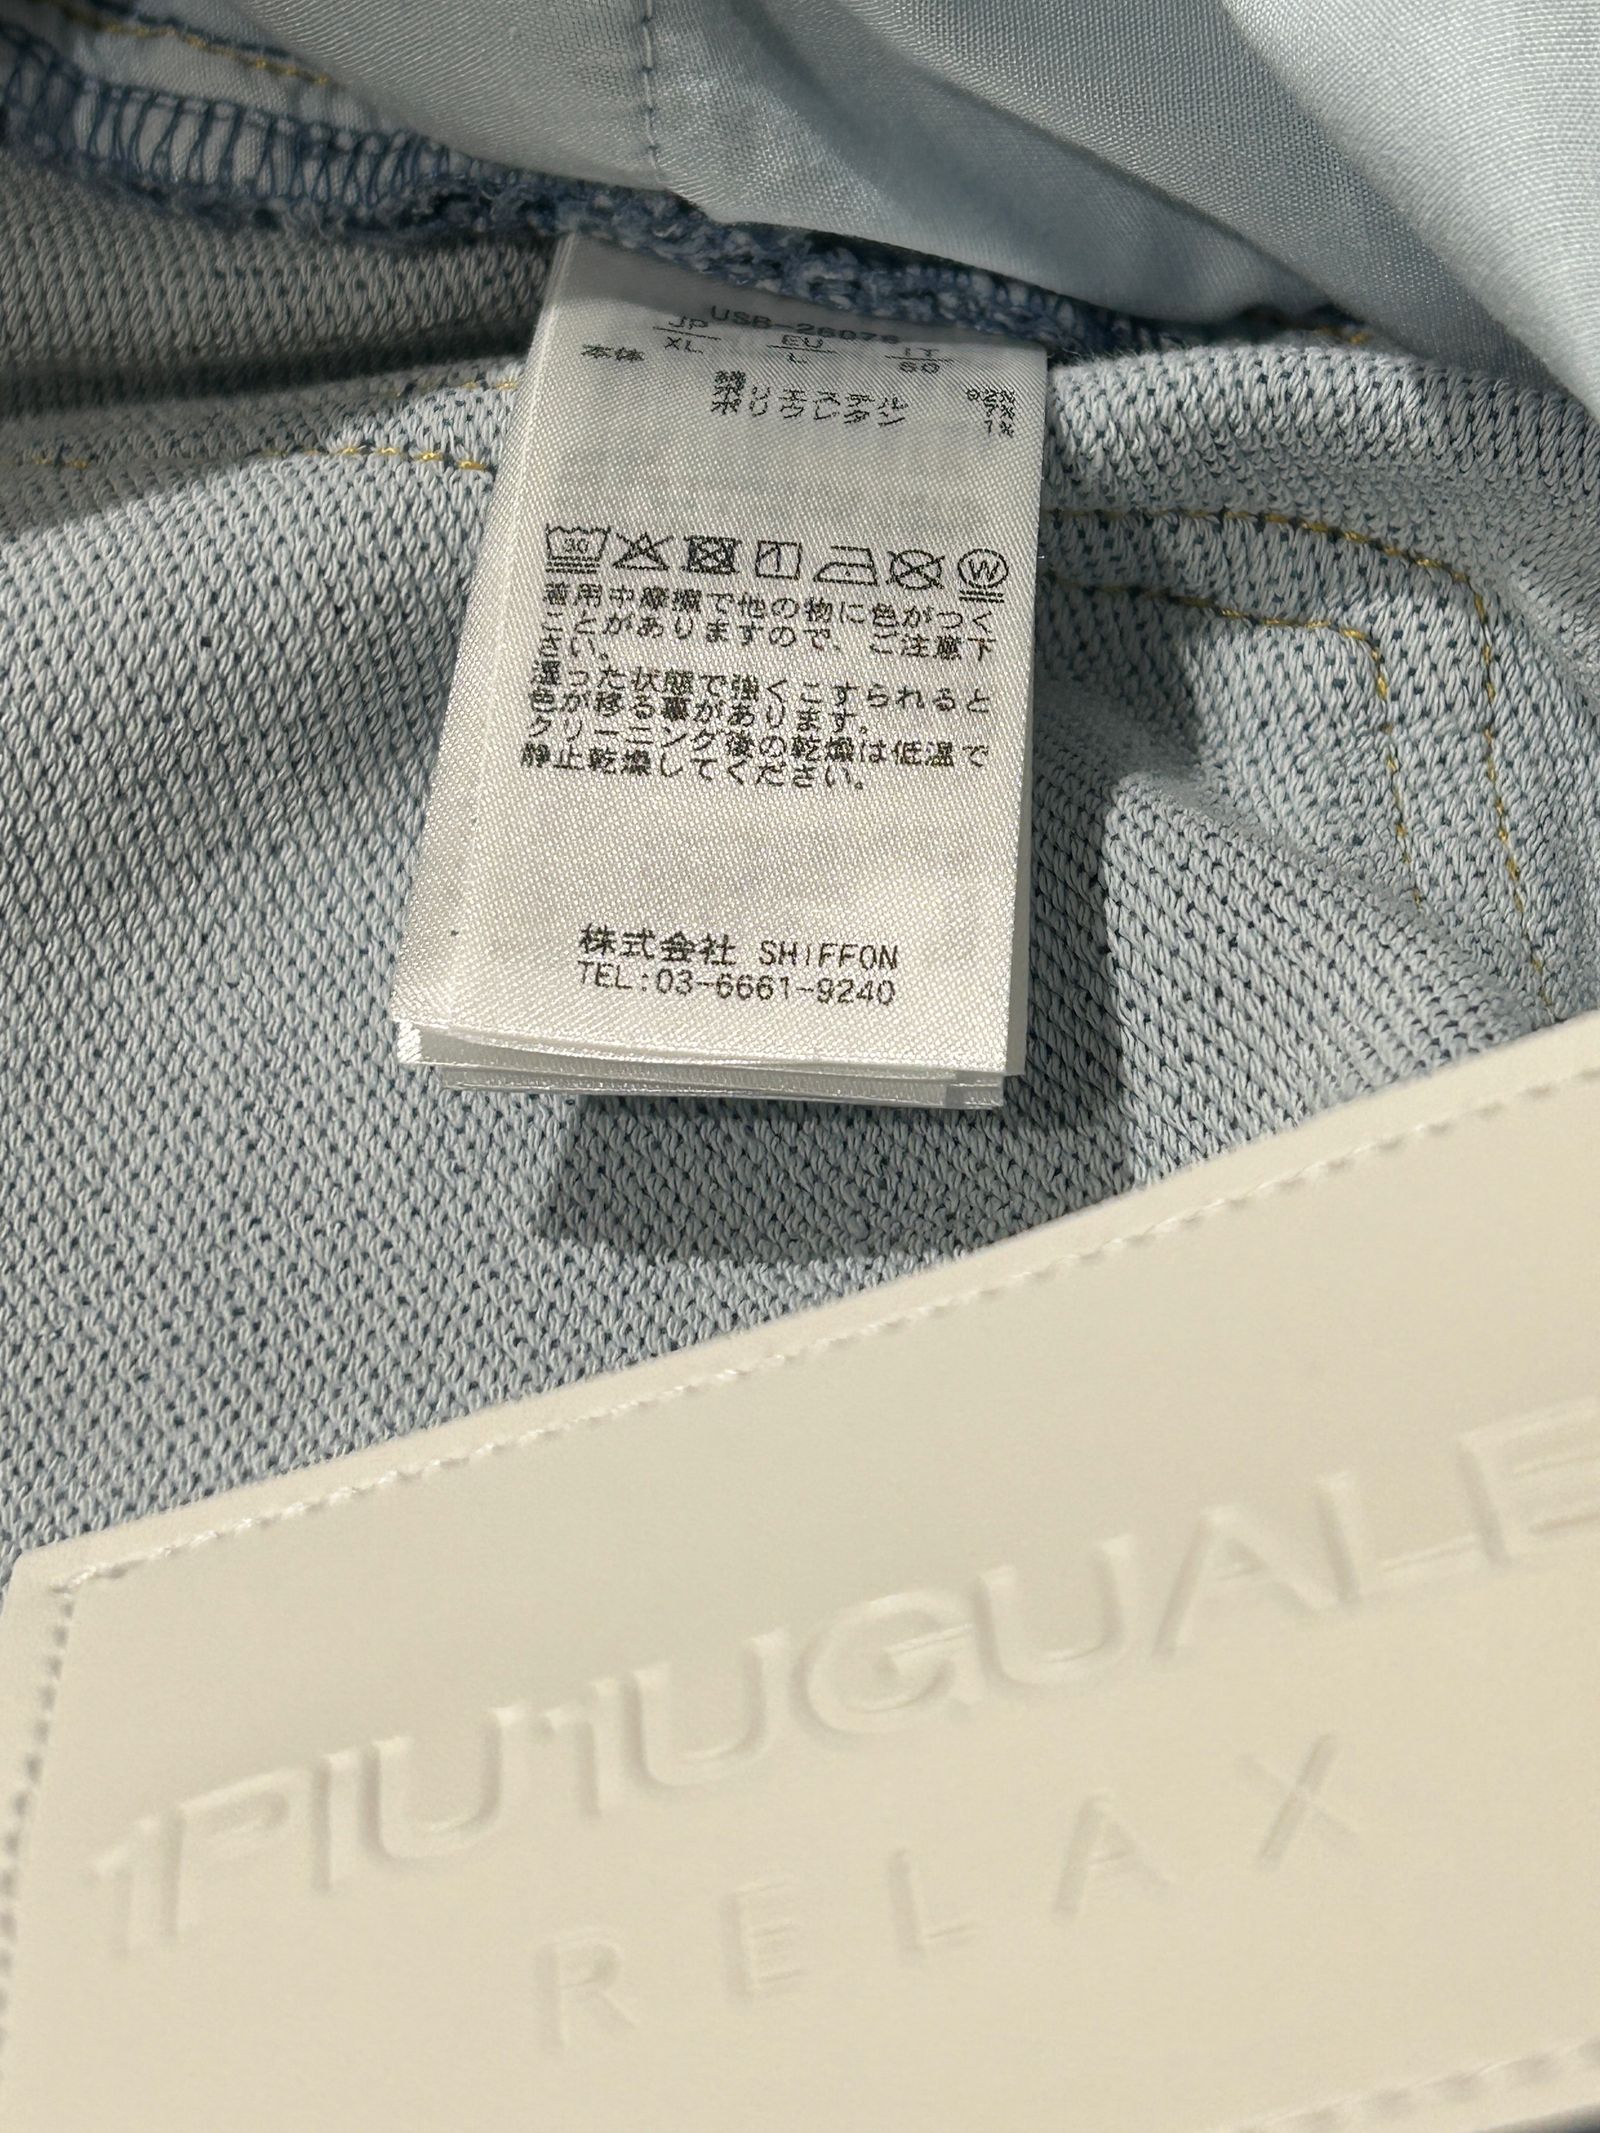 USB-26076
JP EU IT
XL L 50
本体
綿 92%
ポリエステル 7%
ポリウレタン 1%
30
W
着用中摩擦で他の物に色がつく
ことがありますので、ご注意下
さい。
湿った状態で強くこすられると
色が移る事があります。
クリーニング後の乾燥は低温で
静止乾燥してください。
株式会社 SHIFFON
TEL:03-6661-9240
1PIU1UGUALE
RELAX